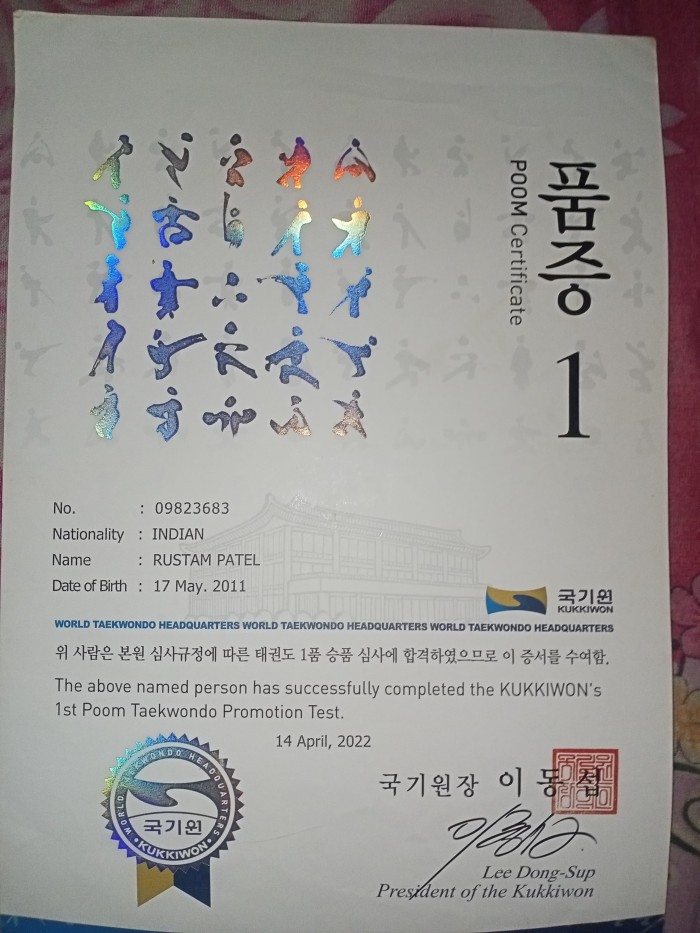 품증
POOM Certificate
1
No. : 09823683
Nationality : INDIAN
Name : RUSTAM PATEL
Date of Birth : 17 May. 2011
국기원
KUKKIWON
WORLD TAEKWONDO HEADQUARTERS WORLD TAEKWONDO HEADQUARTERS WORLD TAEKWONDO HEADQUARTERS
위 사람은 본원 심사규정에 따른 태권도 1품 승품 심사에 합격하였으므로 이 증서를 수여함.
The above named person has successfully completed the KUKKIWON's
1st Poom Taekwondo Promotion Test.
14 April, 2022
WORLD TAEKWONDO HEADQUARTERS
국기원
KUKKIWON
국기원장 이동섭
Lee Dong-Sup
President of the Kukkiwon